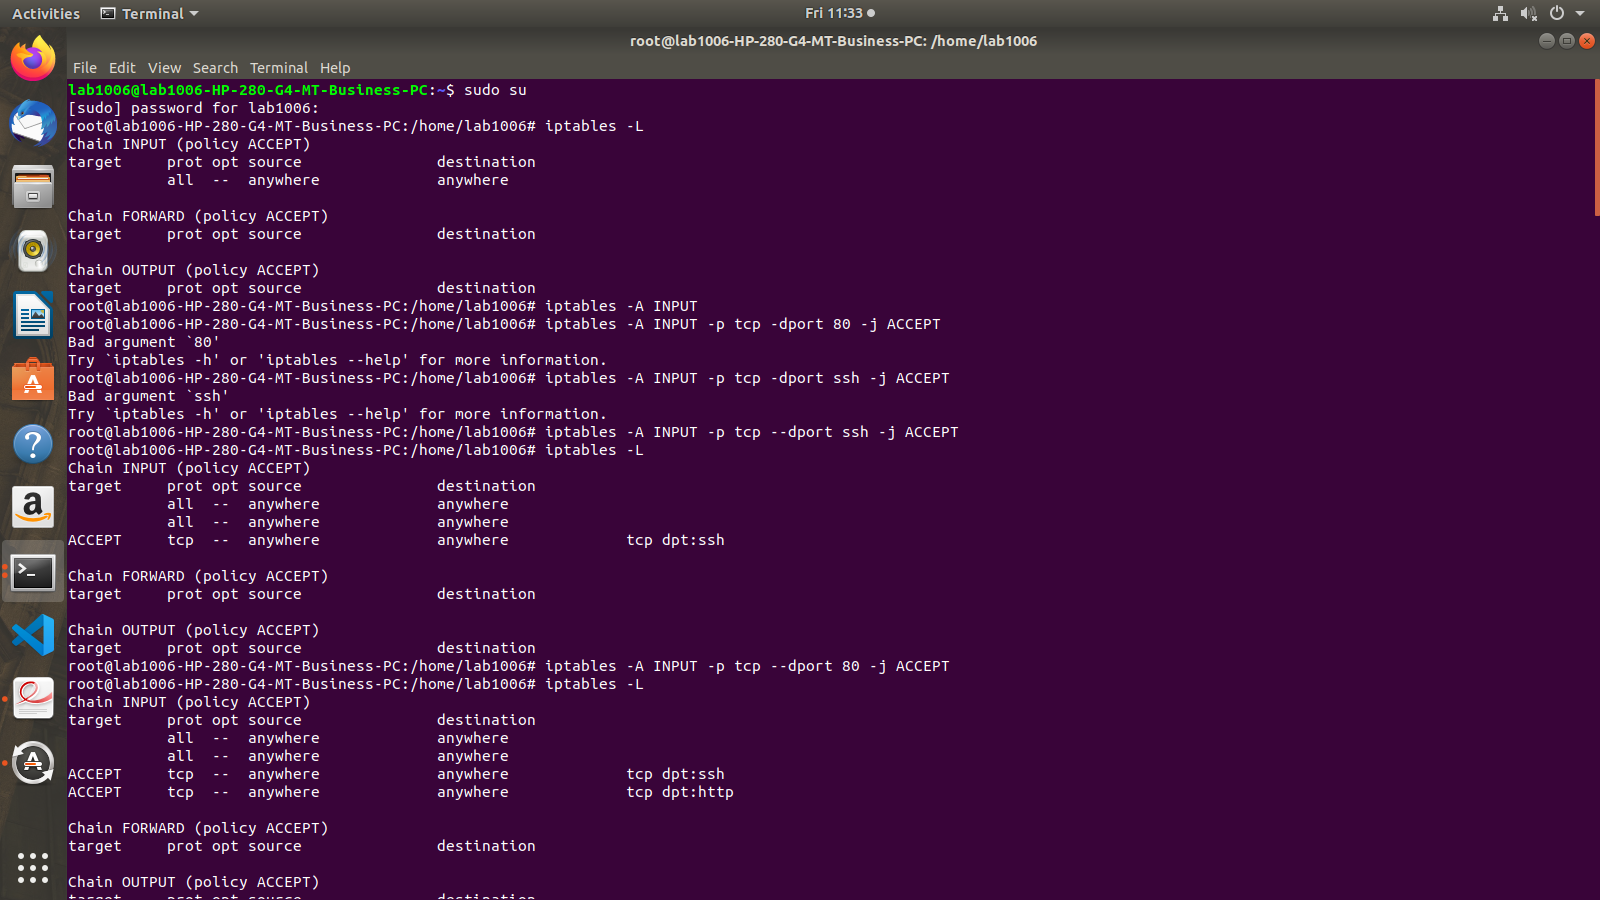 Activities Terminal Fri 11:33
root@lab1006-HP-280-G4-MT-Business-PC: /home/lab1006
File Edit View Search Terminal Help
lab1006@lab1006-HP-280-G4-MT-Business-PC:~$ sudo su
[sudo] password for lab1006:
root@lab1006-HP-280-G4-MT-Business-PC:/home/lab1006# iptables -L
Chain INPUT (policy ACCEPT)
target     prot opt source               destination
           all  --  anywhere             anywhere

Chain FORWARD (policy ACCEPT)
target     prot opt source               destination

Chain OUTPUT (policy ACCEPT)
target     prot opt source               destination
root@lab1006-HP-280-G4-MT-Business-PC:/home/lab1006# iptables -A INPUT
root@lab1006-HP-280-G4-MT-Business-PC:/home/lab1006# iptables -A INPUT -p tcp -dport 80 -j ACCEPT
Bad argument `80'
Try `iptables -h' or 'iptables --help' for more information.
root@lab1006-HP-280-G4-MT-Business-PC:/home/lab1006# iptables -A INPUT -p tcp -dport ssh -j ACCEPT
Bad argument `ssh'
Try `iptables -h' or 'iptables --help' for more information.
root@lab1006-HP-280-G4-MT-Business-PC:/home/lab1006# iptables -A INPUT -p tcp --dport ssh -j ACCEPT
root@lab1006-HP-280-G4-MT-Business-PC:/home/lab1006# iptables -L
Chain INPUT (policy ACCEPT)
target     prot opt source               destination
           all  --  anywhere             anywhere
           all  --  anywhere             anywhere
ACCEPT     tcp  --  anywhere             anywhere             tcp dpt:ssh

Chain FORWARD (policy ACCEPT)
target     prot opt source               destination

Chain OUTPUT (policy ACCEPT)
target     prot opt source               destination
root@lab1006-HP-280-G4-MT-Business-PC:/home/lab1006# iptables -A INPUT -p tcp --dport 80 -j ACCEPT
root@lab1006-HP-280-G4-MT-Business-PC:/home/lab1006# iptables -L
Chain INPUT (policy ACCEPT)
target     prot opt source               destination
           all  --  anywhere             anywhere
           all  --  anywhere             anywhere
ACCEPT     tcp  --  anywhere             anywhere             tcp dpt:ssh
ACCEPT     tcp  --  anywhere             anywhere             tcp dpt:http

Chain FORWARD (policy ACCEPT)
target     prot opt source               destination

Chain OUTPUT (policy ACCEPT)
target     prot opt source               destination